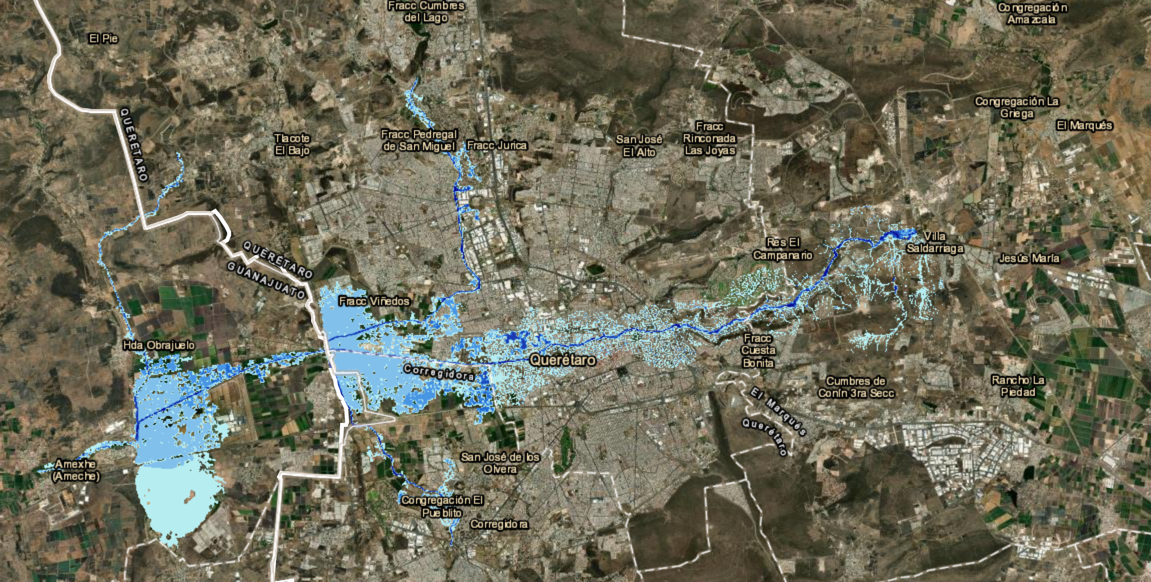 Fracc Cumbres
del Lago
Congregación
Amazcala
El Pie
QUERÉTARO
Tlacote
El Bajo
Fracc Pedregal
de San Miguel
Fracc Jurica
San José
El Alto
Fracc
Rinconada
Las Joyas
Congregación La
Griega
El Marqués
QUERÉTARO
GUANAJUATO
Res El
Campanario
Villa
Saldarriaga
Jesús María
Fracc Viñedos
Hda Obrajuelo
Corregidora
Querétaro
Fracc
Cuesta
Bonita
Cumbres de
Conín 3ra Secc
Rancho La
Piedad
El Marqués
Querétaro
Amexhe
(Ameche)
San José de los
Olvera
Congregación El
Pueblito
Corregidora